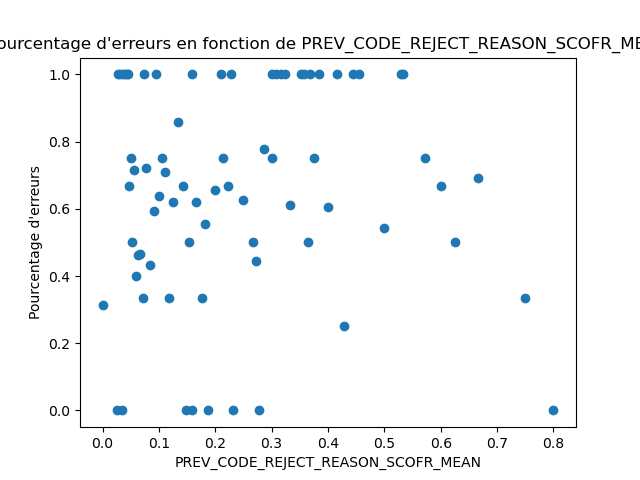 ourcentage d'erreurs en fonction de PREV_CODE_REJECT_REASON_SCOFR_ME
1.0
0.8
0.6
0.4
0.2
0.0
Pourcentage d'erreurs
0.0 0.1 0.2 0.3 0.4 0.5 0.6 0.7 0.8
PREV_CODE_REJECT_REASON_SCOFR_MEAN